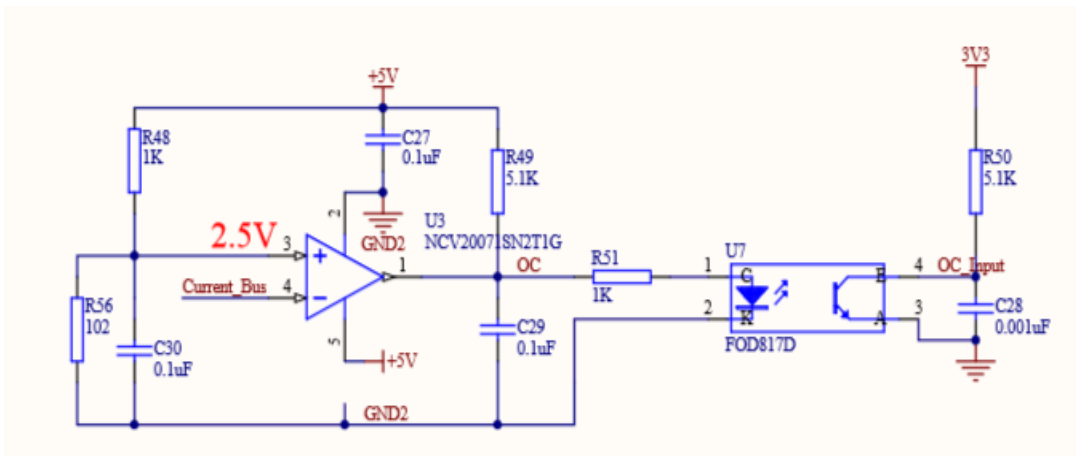 3V3
+5V
R48
1K
C27
0.1uF
R49
5.1K
R50
5.1K
2
U3
NCV20071SN2T1G
GND2
2.5V
3
+
1
OC
R51
1K
U7
1
C
E
4
OC_Input
Current_Bus
4
−
R56
102
2
K
A
3
C28
0.001uF
FOD817D
C29
0.1uF
C30
0.1uF
5
+5V
GND2